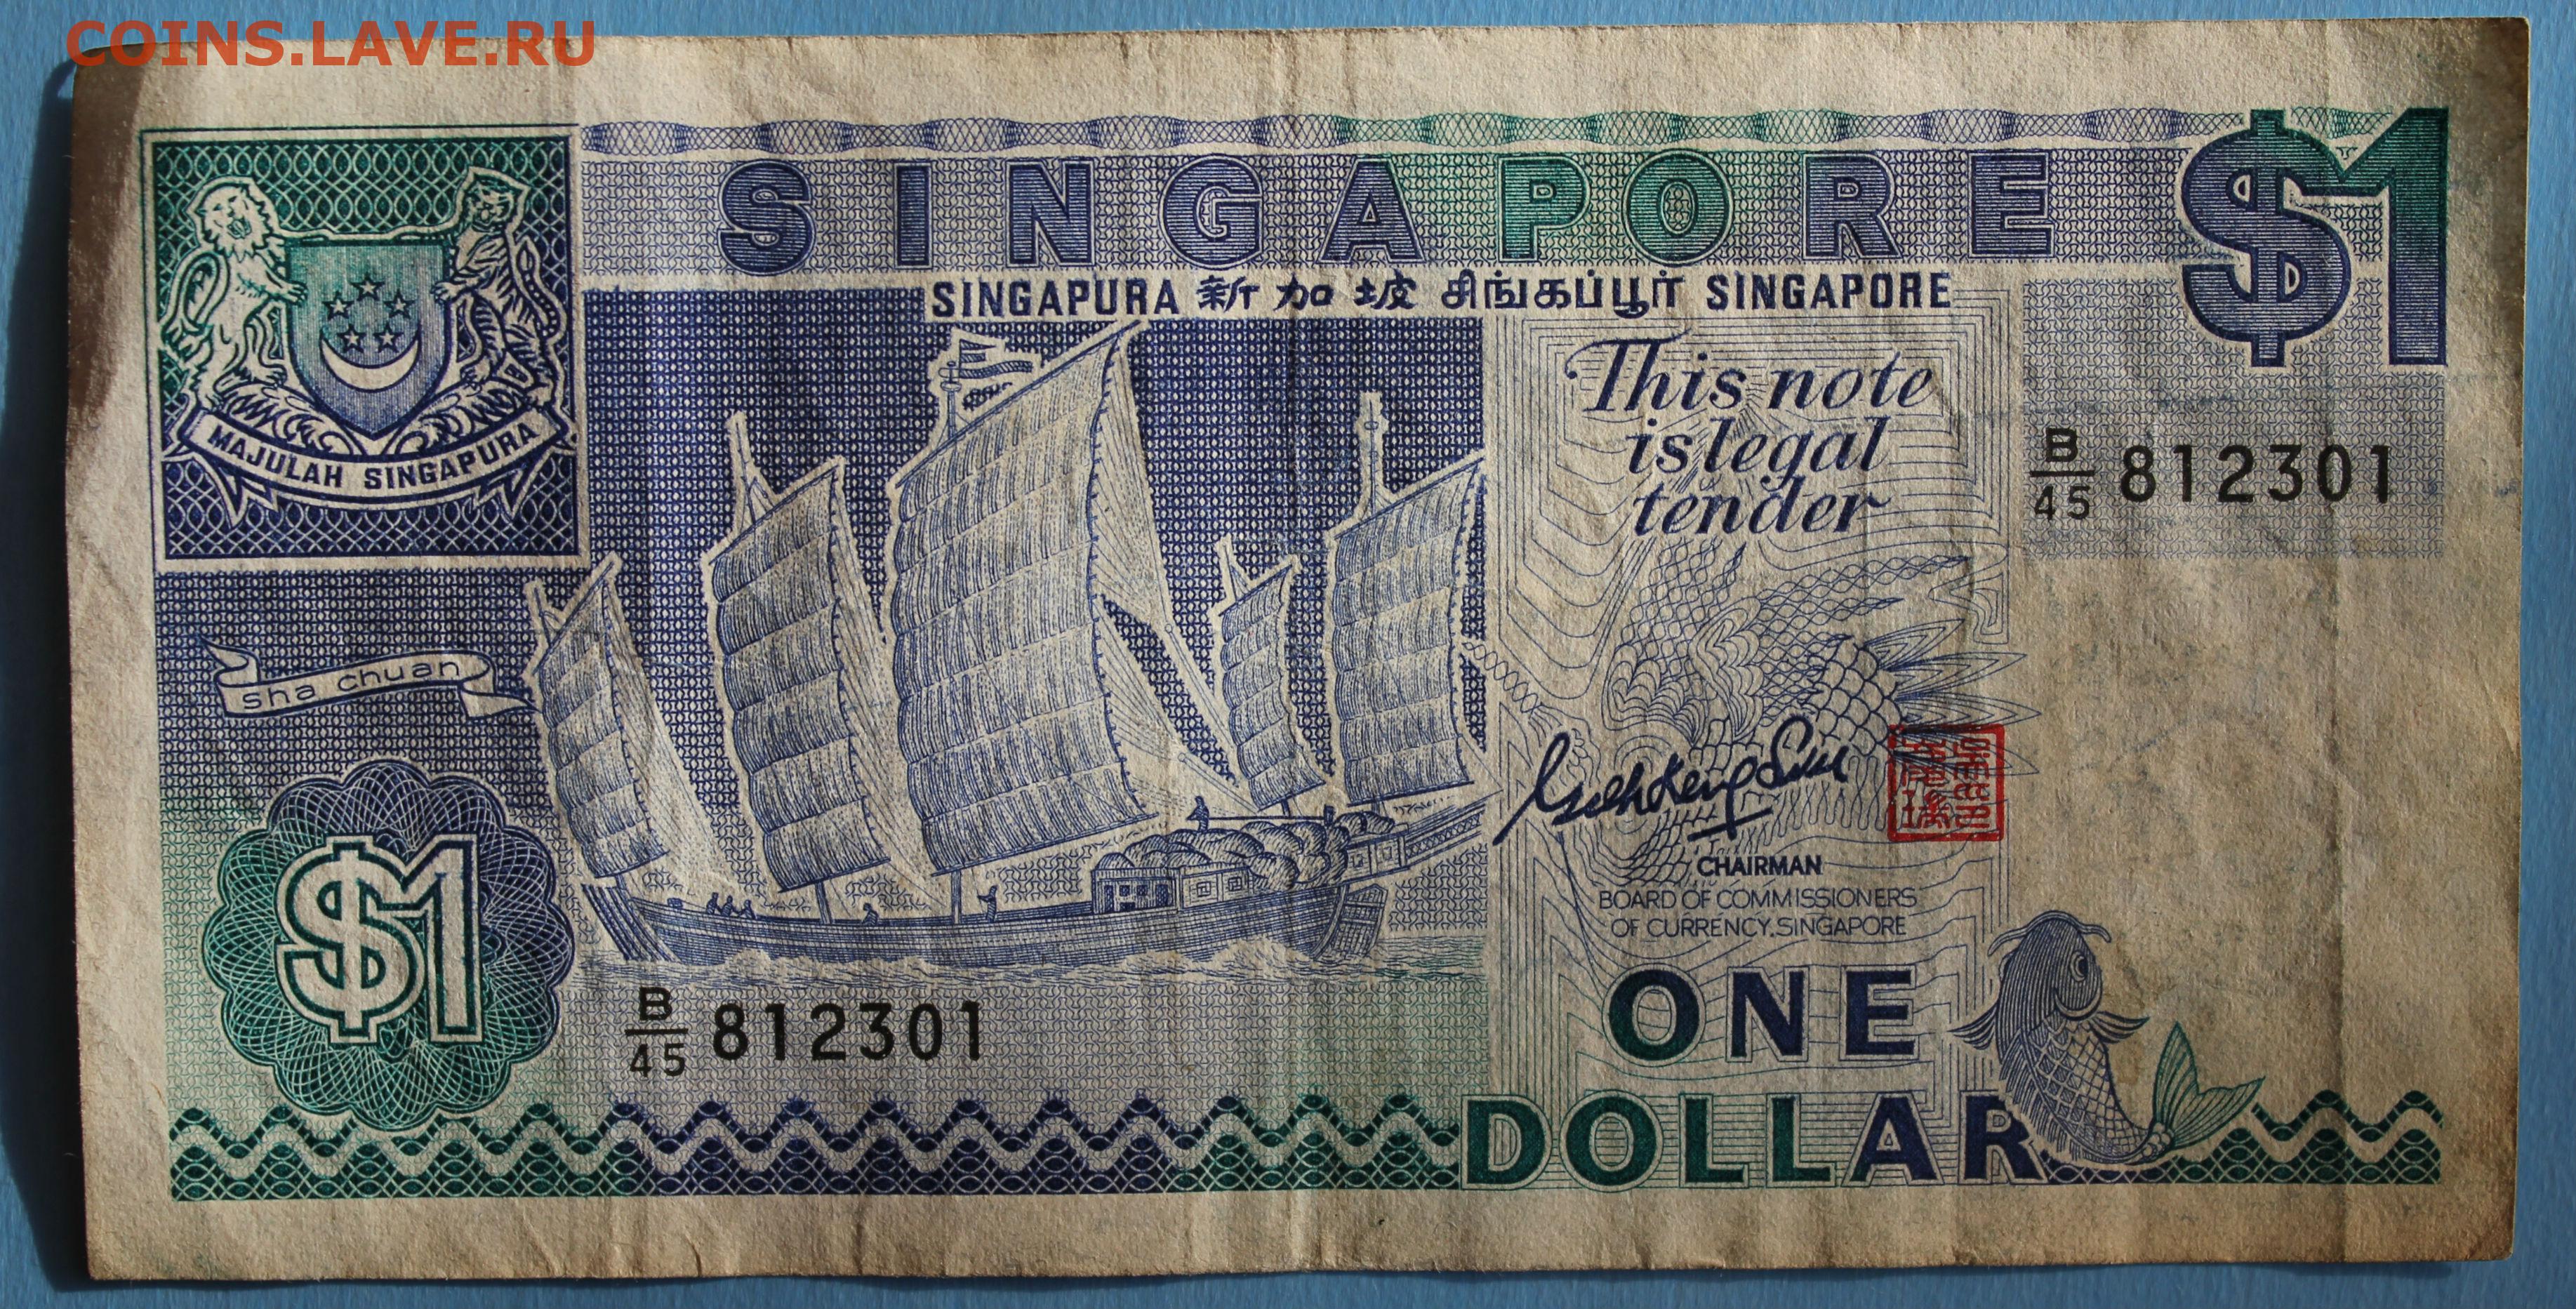 COINS.LAVE.RU
SINGAPORE
$1
SINGAPURA 新加坡 சிங்கப்பூர் SINGAPORE
MAJULAH SINGAPURA
This note
is legal
tender
B/45 812301
sha chuan
CHAIRMAN
BOARD OF COMMISSIONERS
OF CURRENCY, SINGAPORE
$1
B/45 812301
ONE
DOLLAR